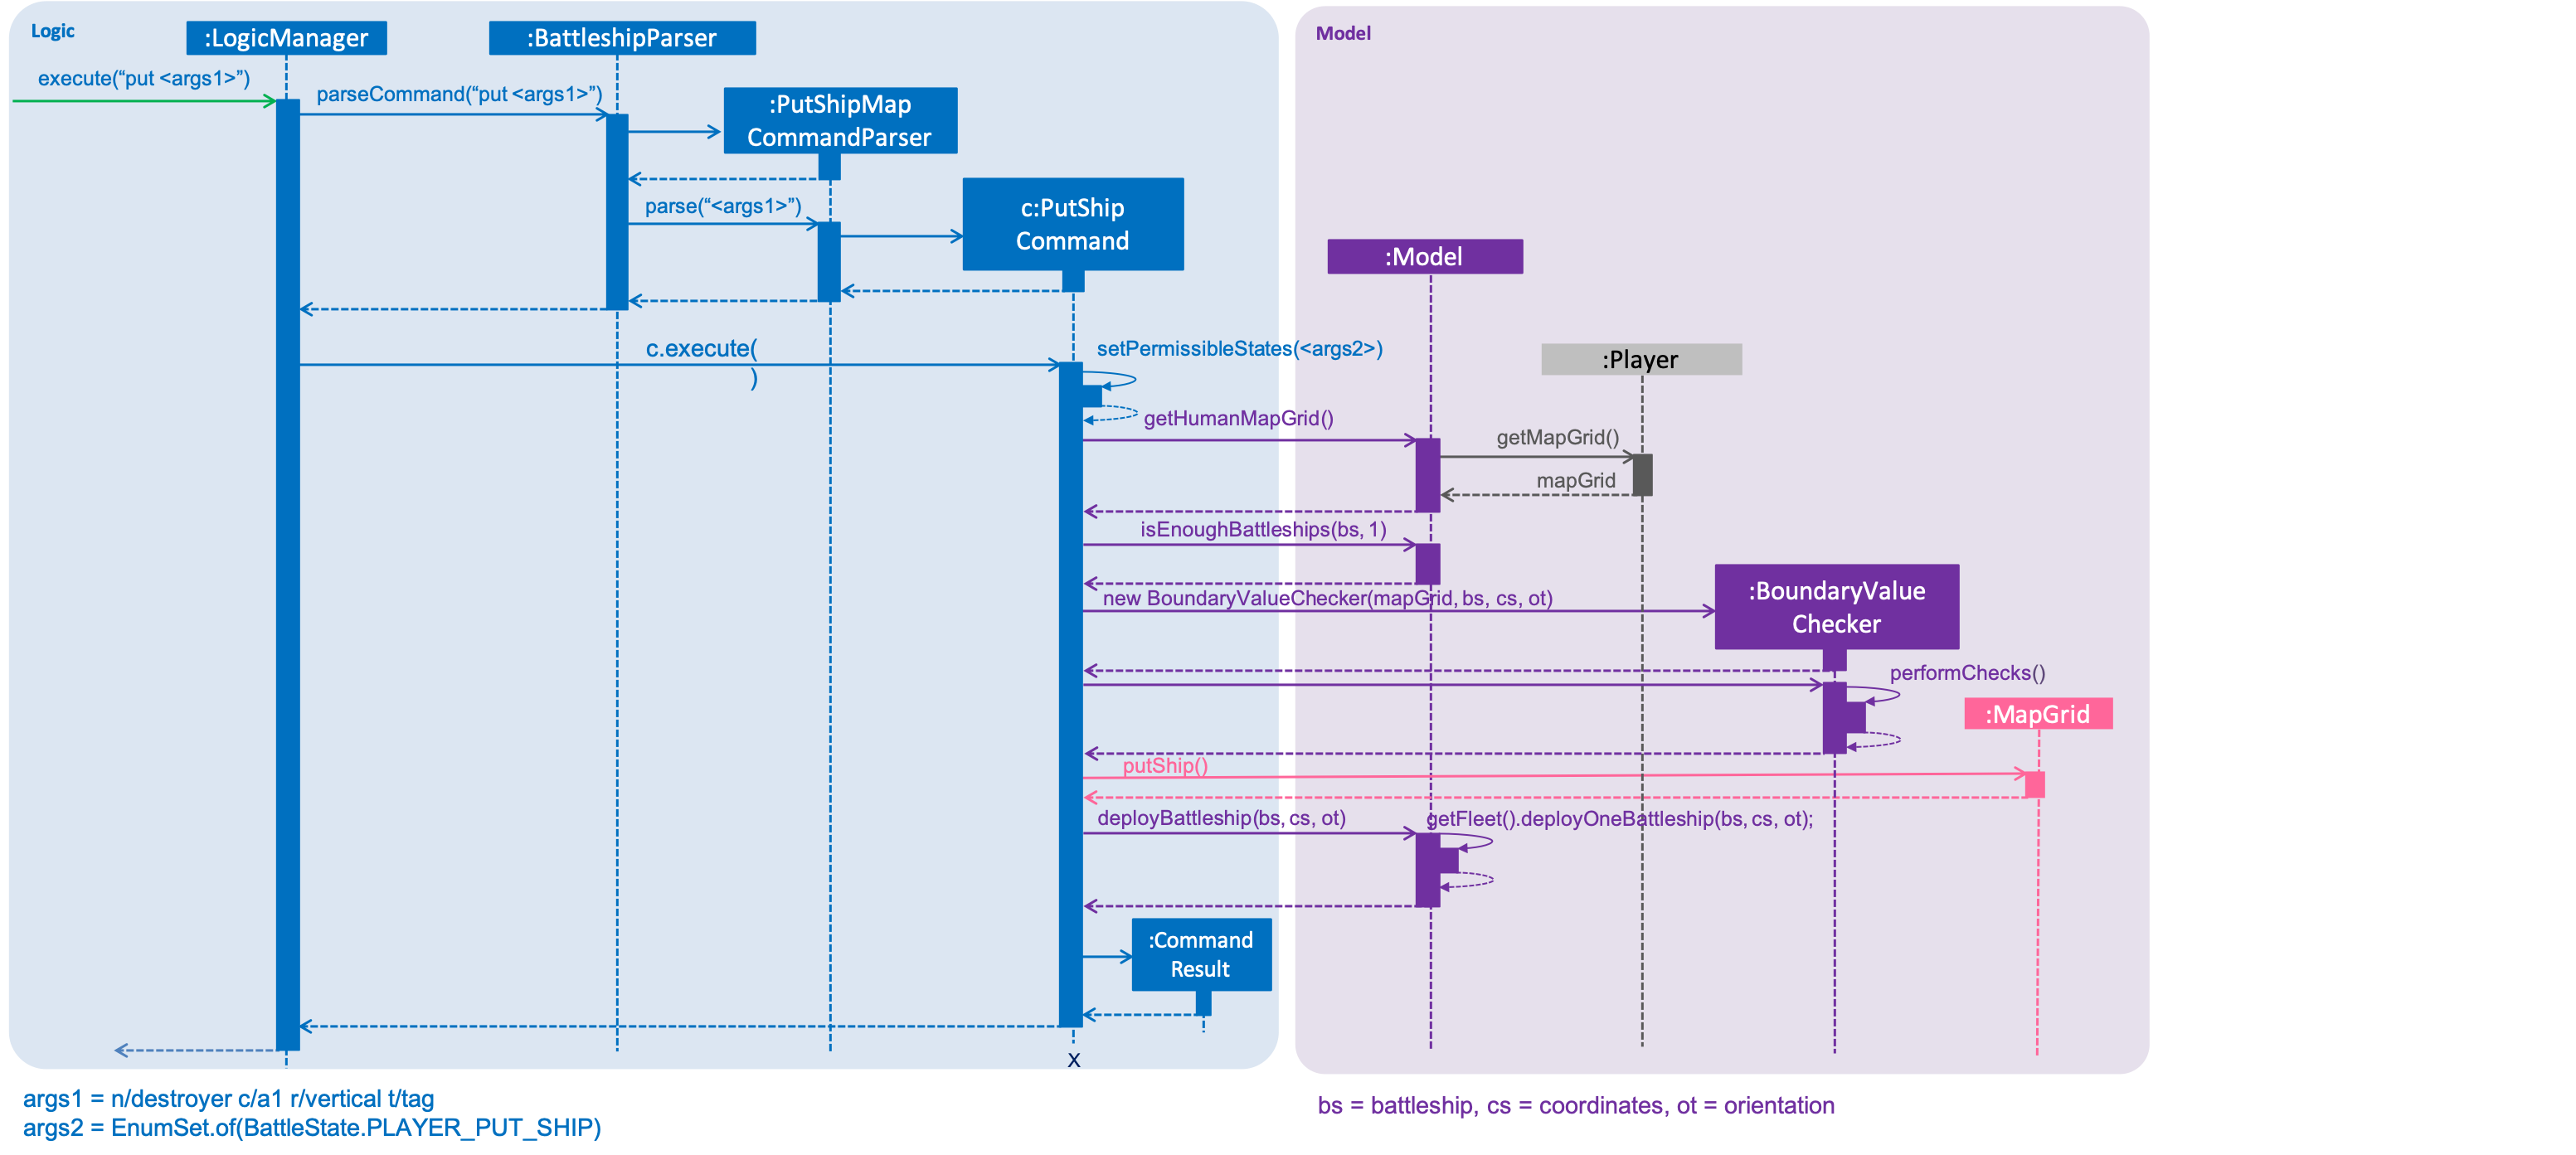 Logic
:LogicManager
:BattleshipParser
Model
execute(“put <args1>”)
parseCommand(“put <args1>”)
:PutShipMap
CommandParser
parse(“<args1>”)
c:PutShip
Command
:Model
c.execute(
)
setPermissibleStates(<args2>)
:Player
getHumanMapGrid()
getMapGrid()
mapGrid
isEnoughBattleships(bs, 1)
new BoundaryValueChecker(mapGrid, bs, cs, ot)
:BoundaryValue
Checker
performChecks()
:MapGrid
putShip()
deployBattleship(bs, cs, ot)
getFleet().deployOneBattleship(bs, cs, ot);
:Command
Result
X
args1 = n/destroyer c/a1 r/vertical t/tag
args2 = EnumSet.of(BattleState.PLAYER_PUT_SHIP)
bs = battleship, cs = coordinates, ot = orientation